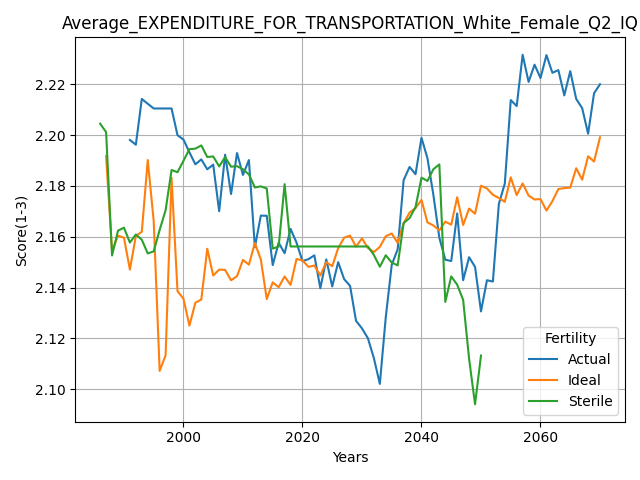 Average_EXPENDITURE_FOR_TRANSPORTATION_White_Female_Q2_IQ
Score(1-3)
2.22
2.20
2.18
2.16
2.14
2.12
2.10
2000
2020
2040
2060
Years
Fertility
Actual
Ideal
Sterile